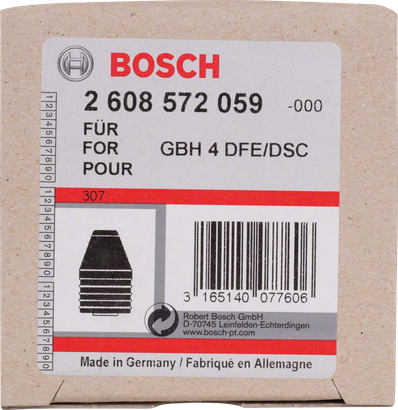 BOSCH
2 608 572 059 -000
FÜR
FOR GBH 4 DFE/DSC
POUR
307
3 165140 077606
Robert Bosch GmbH
D-70745 Leinfelden-Echterdingen
www.bosch-pt.com
Made in Germany / Fabriqué en Allemagne